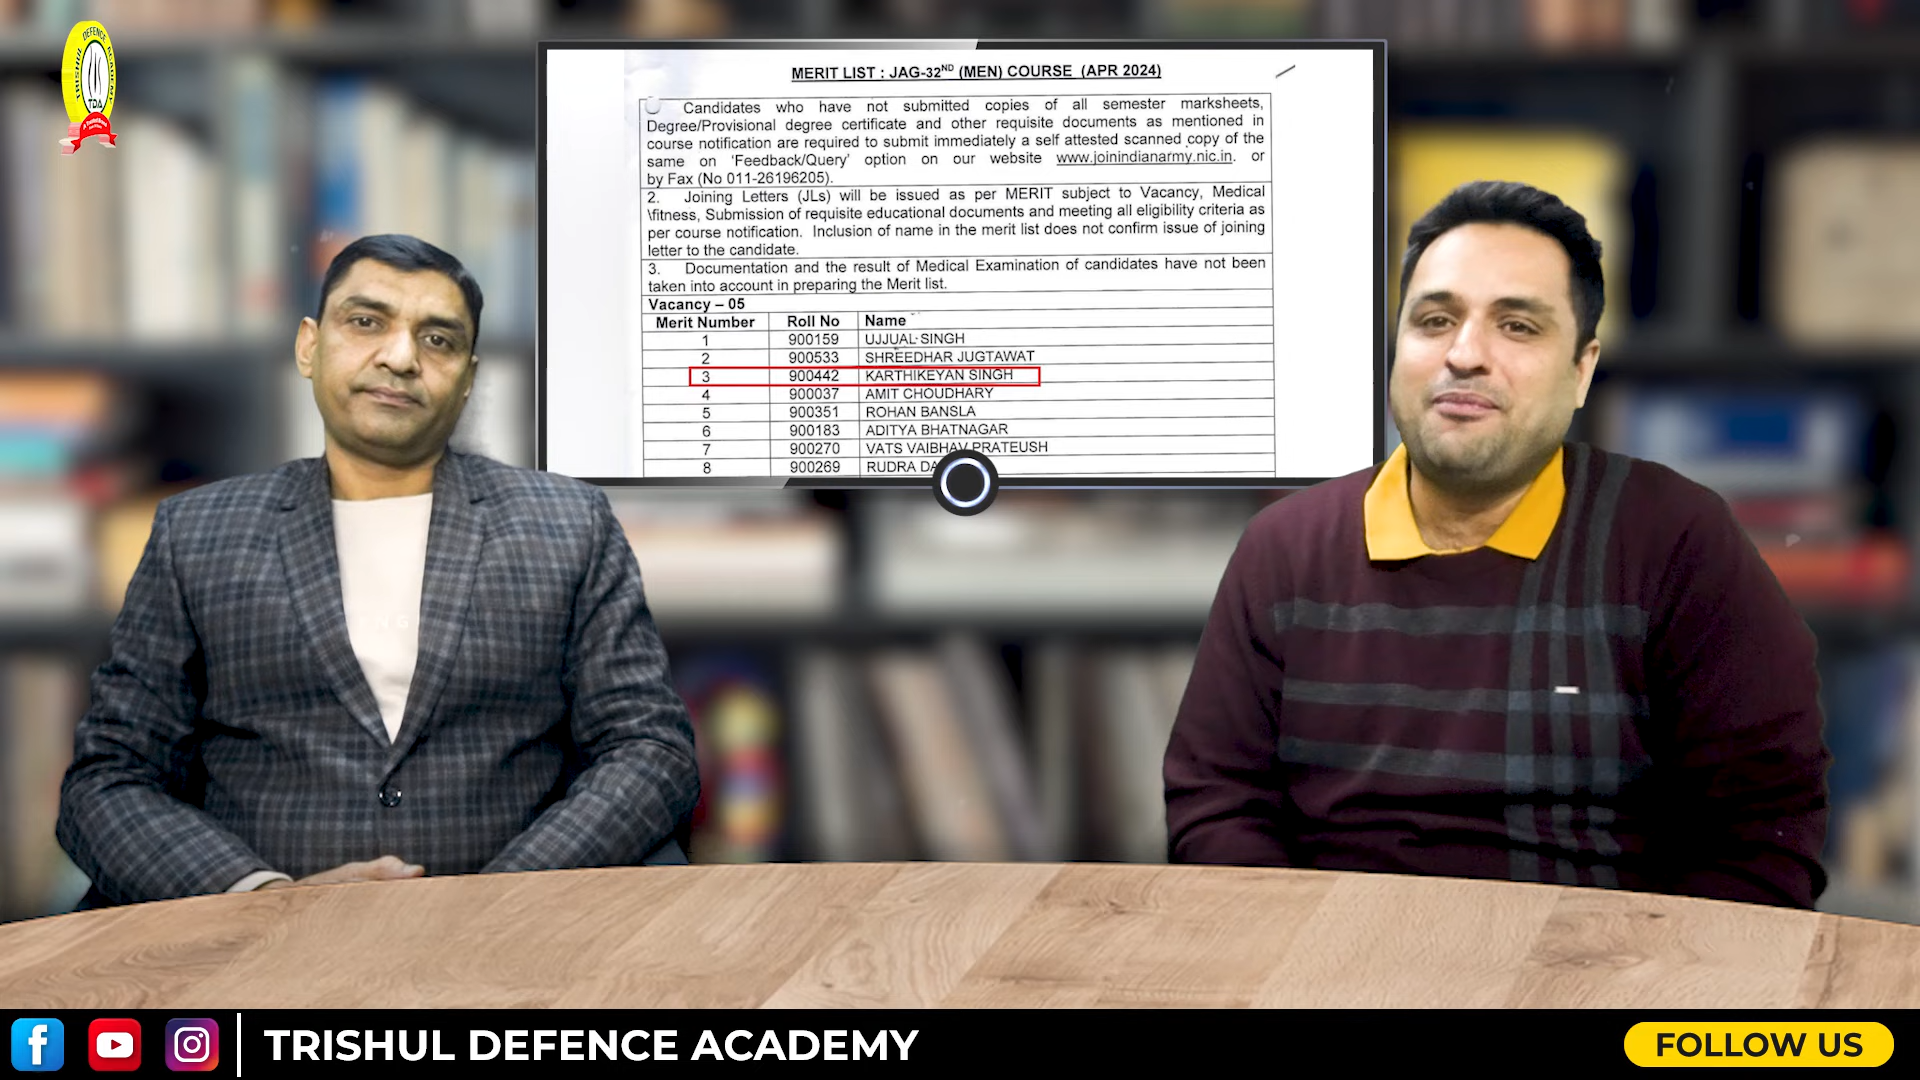 TRISHUL DEFENCE ACADEMY
TDA
MERIT LIST : JAG-32ND (MEN) COURSE (APR 2024)
Candidates who have not submitted copies of all semester marksheets,
Degree/Provisional degree certificate and other requisite documents as mentioned in
course notification are required to submit immediately a self attested scanned copy of the
same on 'Feedback/Query' option on our website www.joinindianarmy.nic.in. or
by Fax (No 011-26196205).
2. Joining Letters (JLs) will be issued as per MERIT subject to Vacancy, Medical
\fitness, Submission of requisite educational documents and meeting all eligibility criteria as
per course notification. Inclusion of name in the merit list does not confirm issue of joining
letter to the candidate.
3. Documentation and the result of Medical Examination of candidates have not been
taken into account in preparing the Merit list.
Vacancy – 05
Merit Number Roll No Name
1 900159 UJJUAL SINGH
2 900533 SHREEDHAR JUGTAWAT
3 900442 KARTHIKEYAN SINGH
4 900037 AMIT CHOUDHARY
5 900351 ROHAN BANSLA
6 900183 ADITYA BHATNAGAR
7 900270 VATS VAIBHAV PRATEUSH
8 900269 RUDRA
TRISHUL DEFENCE ACADEMY
FOLLOW US